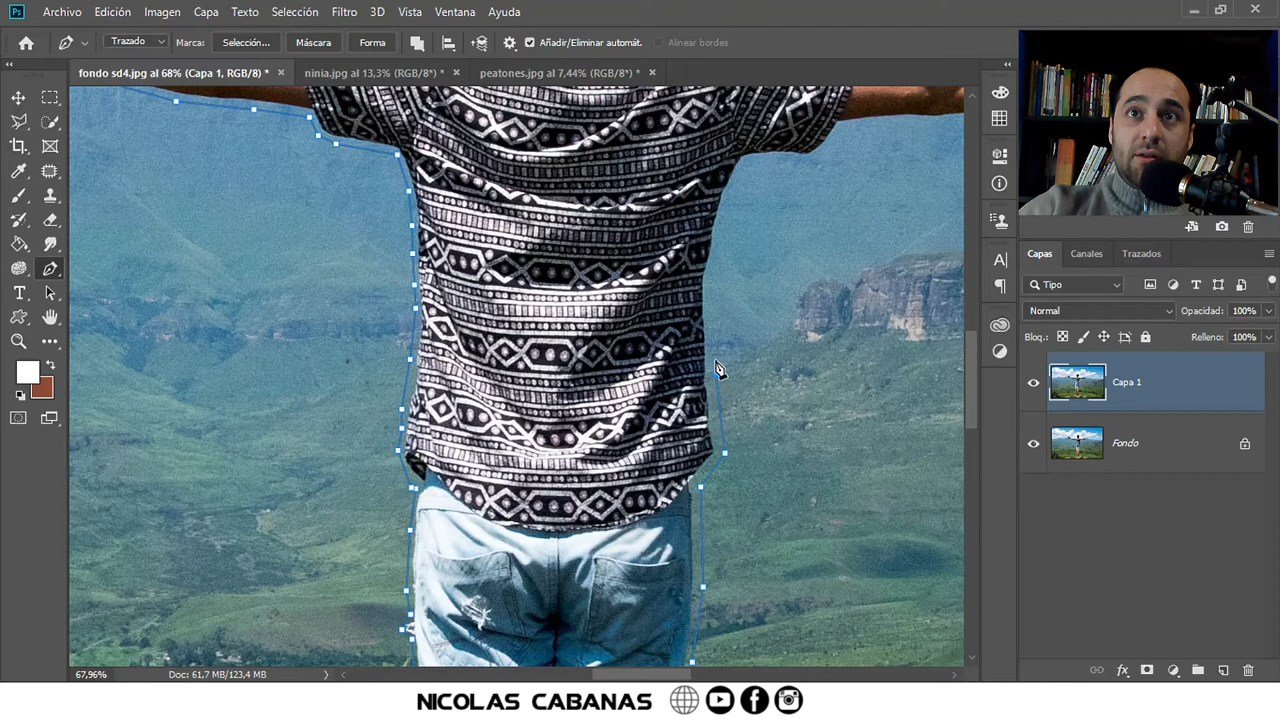 Ps Archivo Edición Imagen Capa Texto Selección Filtro 3D Vista Ventana Ayuda
Trazado Marca: Selección... Máscara Forma Añadir/Eliminar automát. Alinear bordes
fondo sd4.jpg al 68% (Capa 1, RGB/8) * × ninia.jpg al 13,3% (RGB/8*) * × peatones.jpg al 7,44% (RGB/8*) * ×
Capas Canales Trazados
Tipo
Normal Opacidad: 100%
Bloq.: Relleno: 100%
Capa 1
Fondo
67,96% Doc: 61,7 MB/123,4 MB
NICOLAS CABANAS